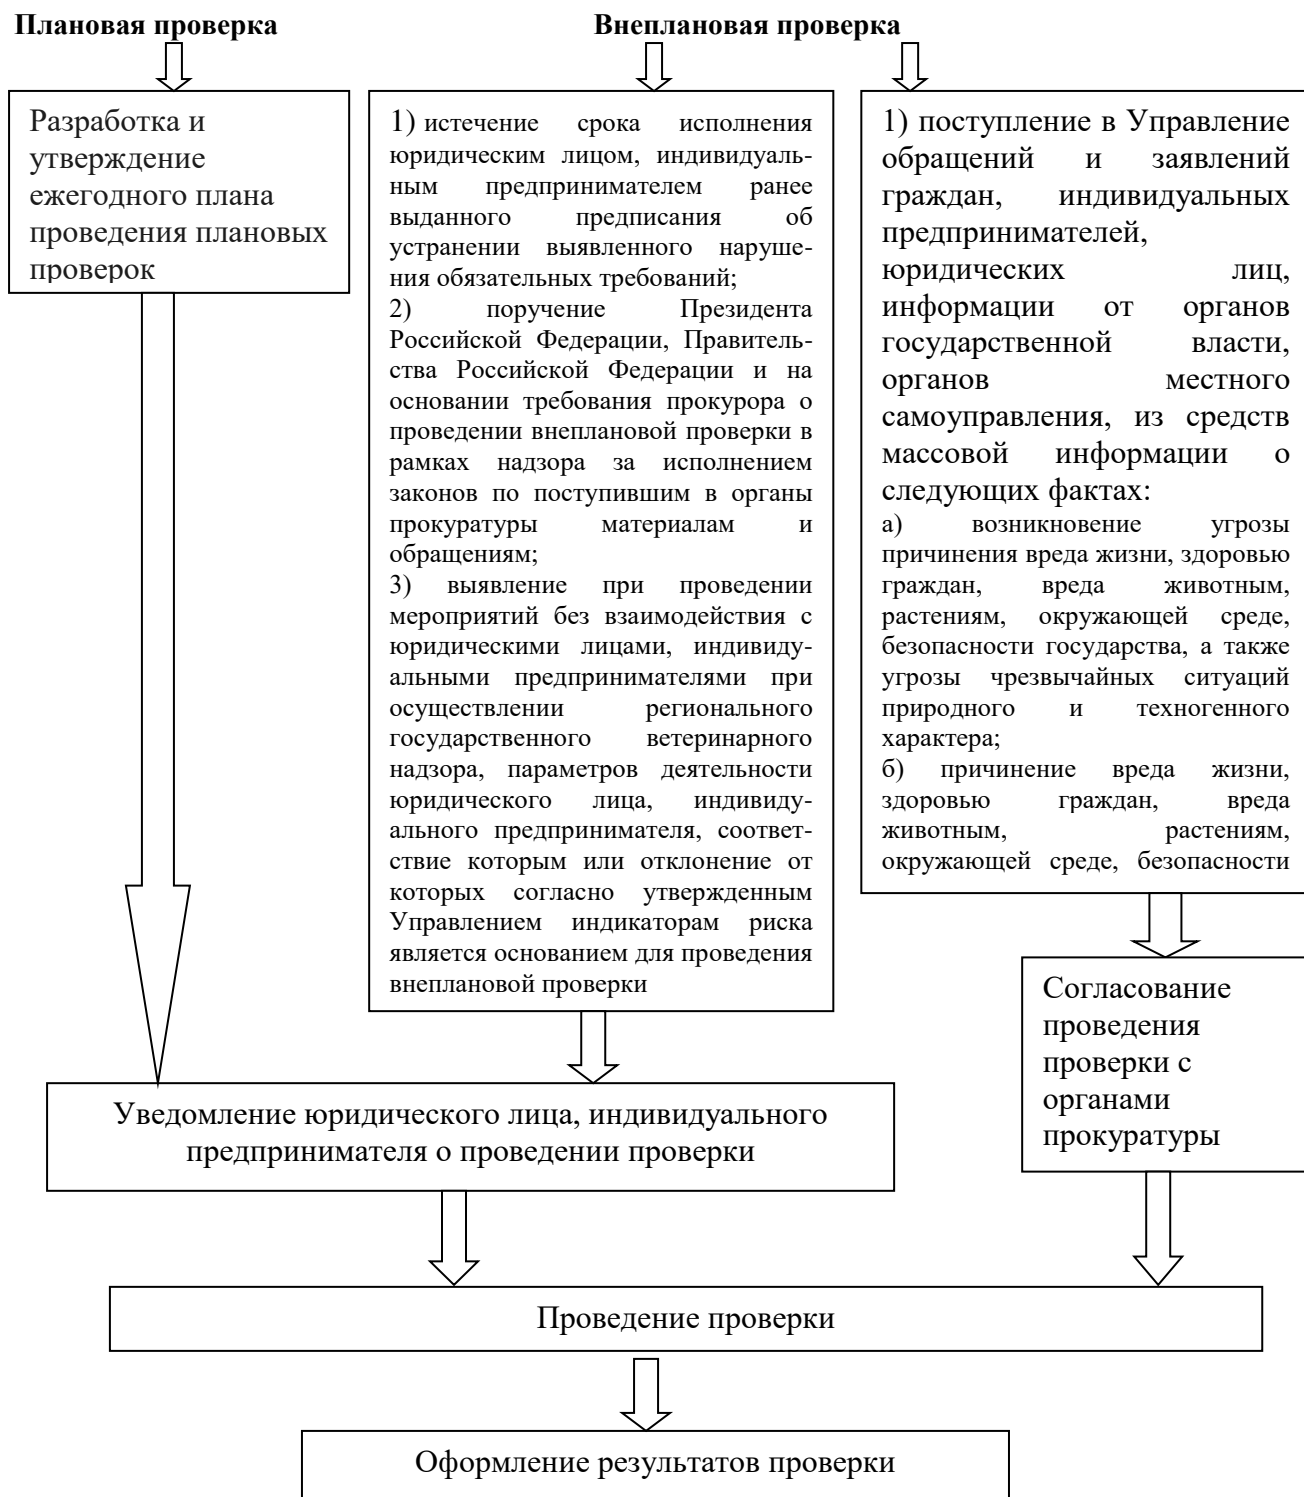 Плановая проверка
Внеплановая проверка
Разработка и
утверждение
ежегодного плана
проведения плановых
проверок
1) истечение срока исполнения
юридическим лицом, индивидуаль-
ным предпринимателем ранее
выданного предписания об
устранении выявленного наруше-
ния обязательных требований;
2) поручение Президента
Российской Федерации, Правитель-
ства Российской Федерации и на
основании требования прокурора о
проведении внеплановой проверки в
рамках надзора за исполнением
законов по поступившим в органы
прокуратуры материалам и
обращениям;
3) выявление при проведении
мероприятий без взаимодействия с
юридическими лицами, индивиду-
альными предпринимателями при
осуществлении регионального
государственного ветеринарного
надзора, параметров деятельности
юридического лица, индивиду-
ального предпринимателя, соответ-
ствие которым или отклонение от
которых согласно утвержденным
Управлением индикаторам риска
является основанием для проведения
внеплановой проверки
1) поступление в Управление
обращений и заявлений
граждан, индивидуальных
предпринимателей,
юридических лиц,
информации от органов
государственной власти,
органов местного
самоуправления, из средств
массовой информации о
следующих фактах:
а) возникновение угрозы
причинения вреда жизни, здоровью
граждан, вреда животным,
растениям, окружающей среде,
безопасности государства, а также
угрозы чрезвычайных ситуаций
природного и техногенного
характера;
б) причинение вреда жизни,
здоровью граждан, вреда
животным, растениям,
окружающей среде, безопасности
Согласование
проведения
проверки с
органами
прокуратуры
Уведомление юридического лица, индивидуального
предпринимателя о проведении проверки
Проведение проверки
Оформление результатов проверки